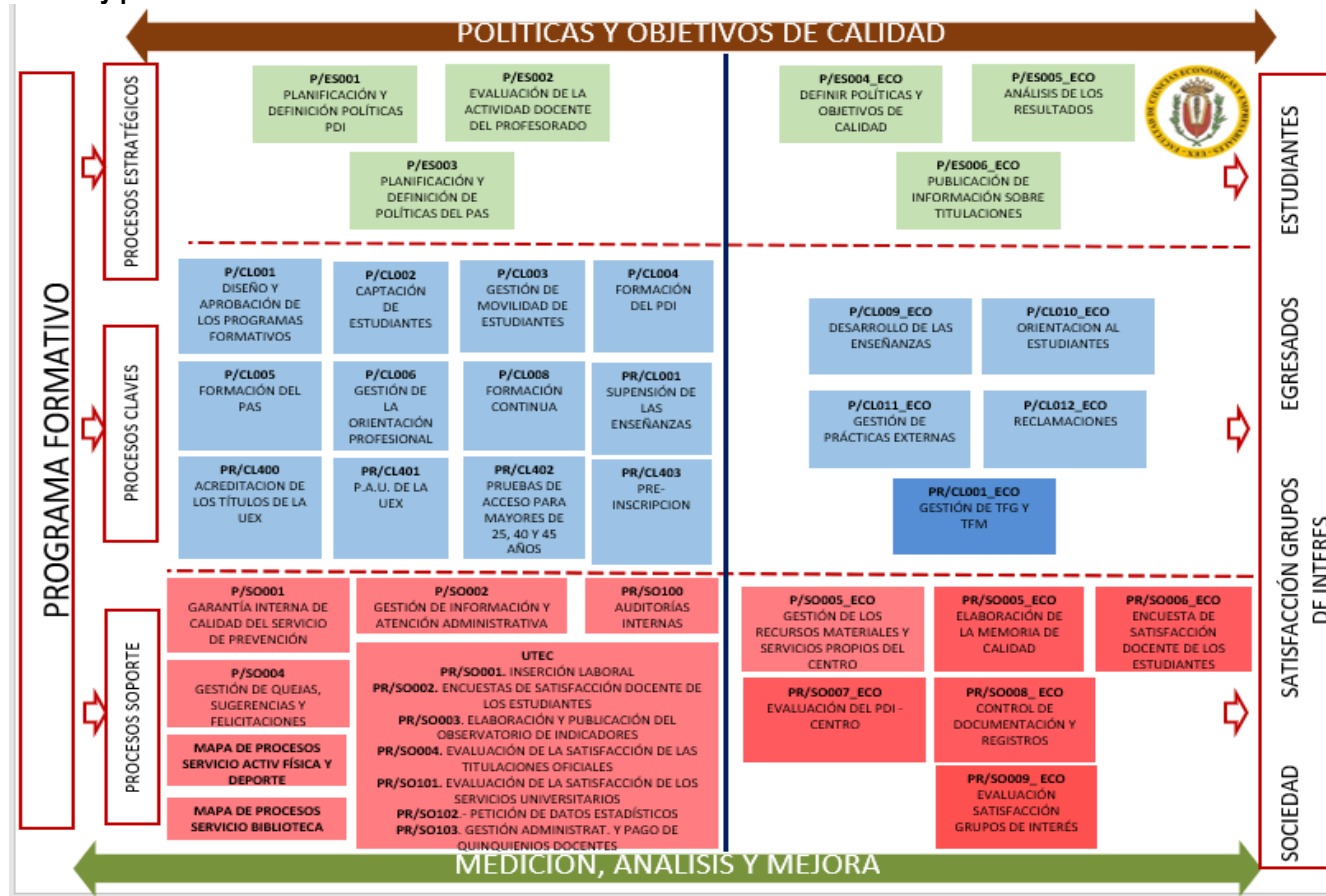 POLITICAS Y OBJETIVOS DE CALIDAD
PROGRAMA FORMATIVO
PROCESOS ESTRATÉGICOS
P/ES001
PLANIFICACIÓN Y
DEFINICIÓN POLÍTICAS
PDI
P/ES002
EVALUACIÓN DE LA
ACTIVIDAD DOCENTE
DEL PROFESORADO
P/ES003
PLANIFICACIÓN Y
DEFINICIÓN DE
POLÍTICAS DEL PAS
P/ES004_ECO
DEFINIR POLÍTICAS Y
OBJETIVOS DE
CALIDAD
P/ES005_ECO
ANÁLISIS DE LOS
RESULTADOS
P/ES006_ECO
PUBLICACIÓN DE
INFORMACIÓN SOBRE
TITULACIONES
PROCESOS CLAVES
P/CL001
DISEÑO Y
APROBACIÓN DE
LOS PROGRAMAS
FORMATIVOS
P/CL002
CAPTACIÓN
DE
ESTUDIANTES
P/CL003
GESTIÓN DE
MOVILIDAD DE
ESTUDIANTES
P/CL004
FORMACIÓN
DEL PDI
P/CL005
FORMACIÓN DEL
PAS
P/CL006
GESTIÓN DE
LA
ORIENTACIÓN
PROFESIONAL
P/CL008
FORMACIÓN
CONTINUA
PR/CL001
SUPENSIÓN DE
LAS
ENSEÑANZAS
PR/CL400
ACREDITACION DE
LOS TÍTULOS DE LA
UEX
PR/CL401
P.A.U. DE LA
UEX
PR/CL402
PRUEBAS DE
ACCESO PARA
MAYORES DE
25, 40 Y 45
AÑOS
PR/CL403
PRE-
INSCRIPCION
P/CL009_ECO
DESARROLLO DE LAS
ENSEÑANZAS
P/CL010_ECO
ORIENTACION AL
ESTUDIANTES
P/CL011_ECO
GESTIÓN DE
PRÁCTICAS EXTERNAS
P/CL012_ECO
RECLAMACIONES
PR/CL001_ECO
GESTIÓN DE TFG Y
TFM
PROCESOS SOPORTE
P/SO001
GARANTÍA INTERNA DE
CALIDAD DEL SERVICIO
DE PREVENCIÓN
P/SO002
GESTIÓN DE INFORMACIÓN Y
ATENCIÓN ADMINISTRATIVA
PR/SO100
AUDITORÍAS
INTERNAS
P/SO004
GESTIÓN DE QUEJAS,
SUGERENCIAS Y
FELICITACIONES
MAPA DE PROCESOS
SERVICIO ACTIV FÍSICA Y
DEPORTE
MAPA DE PROCESOS
SERVICIO BIBLIOTECA
UTEC
PR/SO001. INSERCIÓN LABORAL
PR/SO002. ENCUESTAS DE SATISFACCIÓN DOCENTE DE
LOS ESTUDIANTES
PR/SO003. ELABORACIÓN Y PUBLICACIÓN DEL
OBSERVATORIO DE INDICADORES
PR/SO004. EVALUACIÓN DE LA SATISFACCIÓN DE LAS
TITULACIONES OFICIALES
PR/SO101. EVALUACIÓN DE LA SATISFACCIÓN DE LOS
SERVICIOS UNIVERSITARIOS
PR/SO102.- PETICIÓN DE DATOS ESTADÍSTICOS
PR/SO103. GESTIÓN ADMINISTRAT. Y PAGO DE
QUINQUIENIOS DOCENTES
P/SO005_ECO
GESTIÓN DE LOS
RECURSOS MATERIALES Y
SERVICIOS PROPIOS DEL
CENTRO
PR/SO005_ECO
ELABORACIÓN DE
LA MEMORIA DE
CALIDAD
PR/SO006_ECO
ENCUESTA DE
SATISFACCIÓN
DOCENTE DE LOS
ESTUDIANTES
PR/SO007_ECO
EVALUACIÓN DEL PDI -
CENTRO
PR/SO008_ ECO
CONTROL DE
DOCUMENTACIÓN Y
REGISTROS
PR/SO009_ ECO
EVALUACIÓN
SATISFACCIÓN
GRUPOS DE INTERÉS
FACULTAD DE CIENCIAS ECONÓMICAS Y EMPRESARIALES
UEX
ESTUDIANTES
EGRESADOS
SATISFACCIÓN GRUPOS
DE INTERES
SOCIEDAD
MEDICION, ANALISIS Y MEJORA